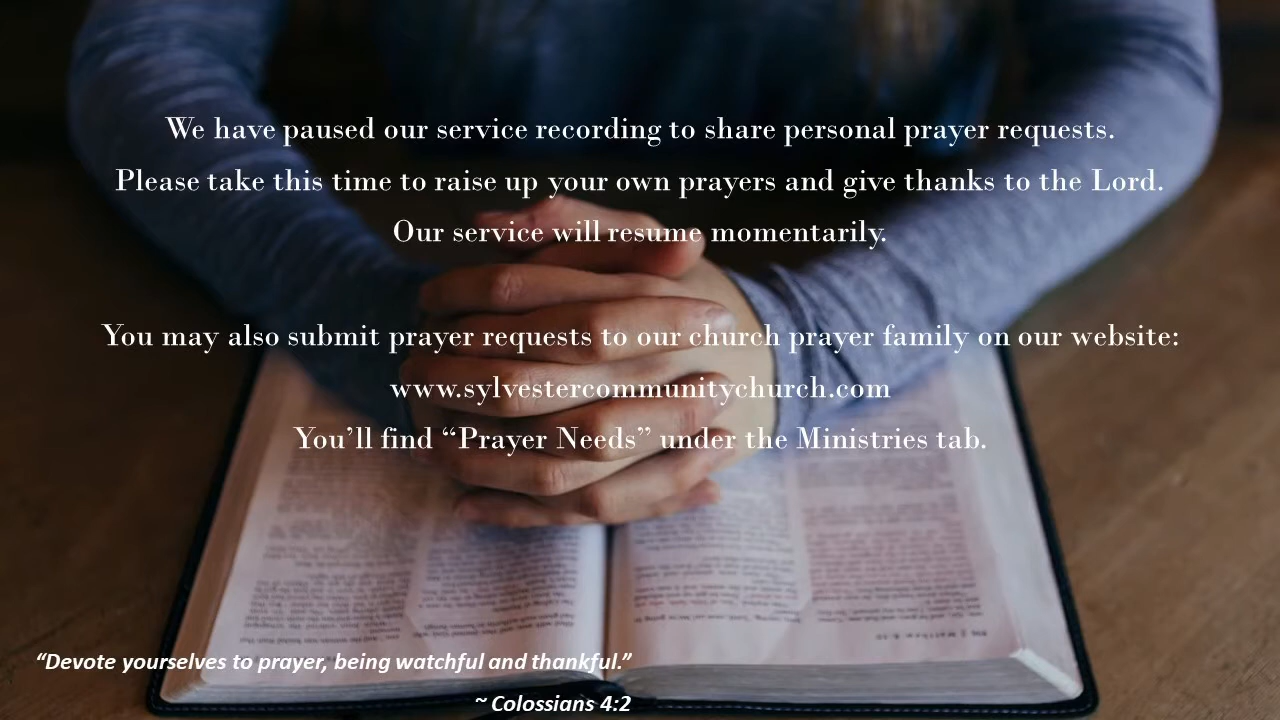 We have paused our service recording to share personal prayer requests.
Please take this time to raise up your own prayers and give thanks to the Lord.
Our service will resume momentarily.
You may also submit prayer requests to our church prayer family on our website:
www.sylvestercommunitychurch.com
You’ll find “Prayer Needs” under the Ministries tab.
“Devote yourselves to prayer, being watchful and thankful.”
~ Colossians 4:2